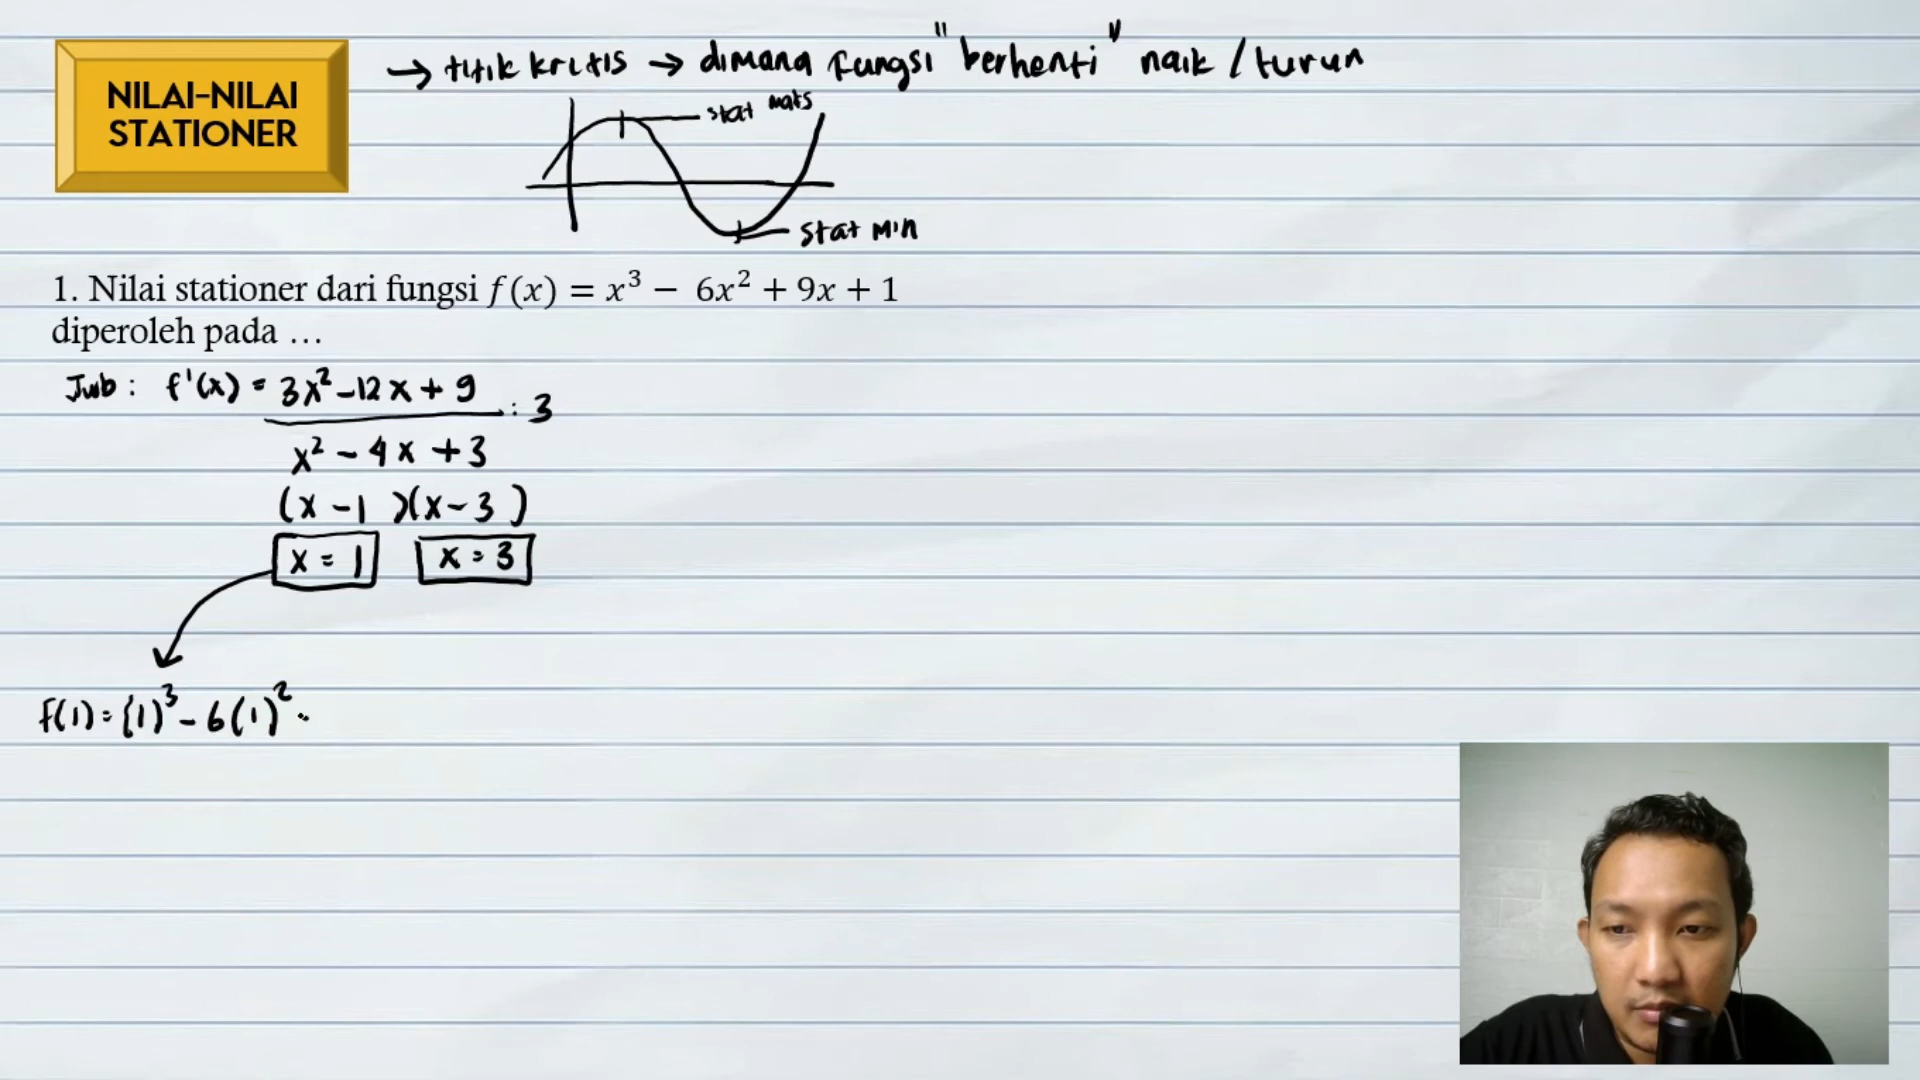 NILAI-NILAI
STATIONER
→ titik kritis → dimana fungsi "berhenti" naik / turun
stat maks
stat min
1. Nilai stationer dari fungsi f(x) = x³ − 6x² + 9x + 1
diperoleh pada …
Jwb : f'(x) = 3x² - 12x + 9
: 3
x² - 4x + 3
(x - 1 )(x - 3 )
x = 1 x = 3
f(1) = (1)³ - 6(1)²